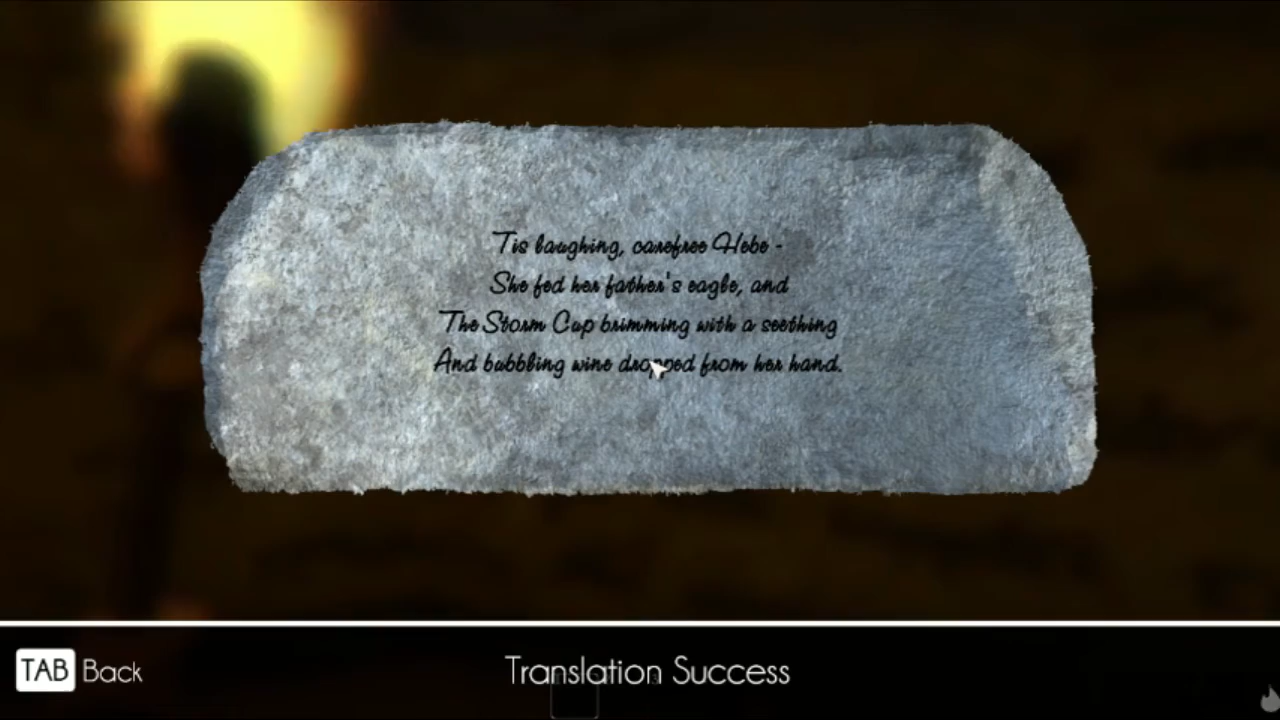 Tis laughing, carefree Hebe -
She fed her father's eagle, and
The Storm Cup brimming with a seething
And bubbling wine dropped from her hand.
TAB Back
Translation Success